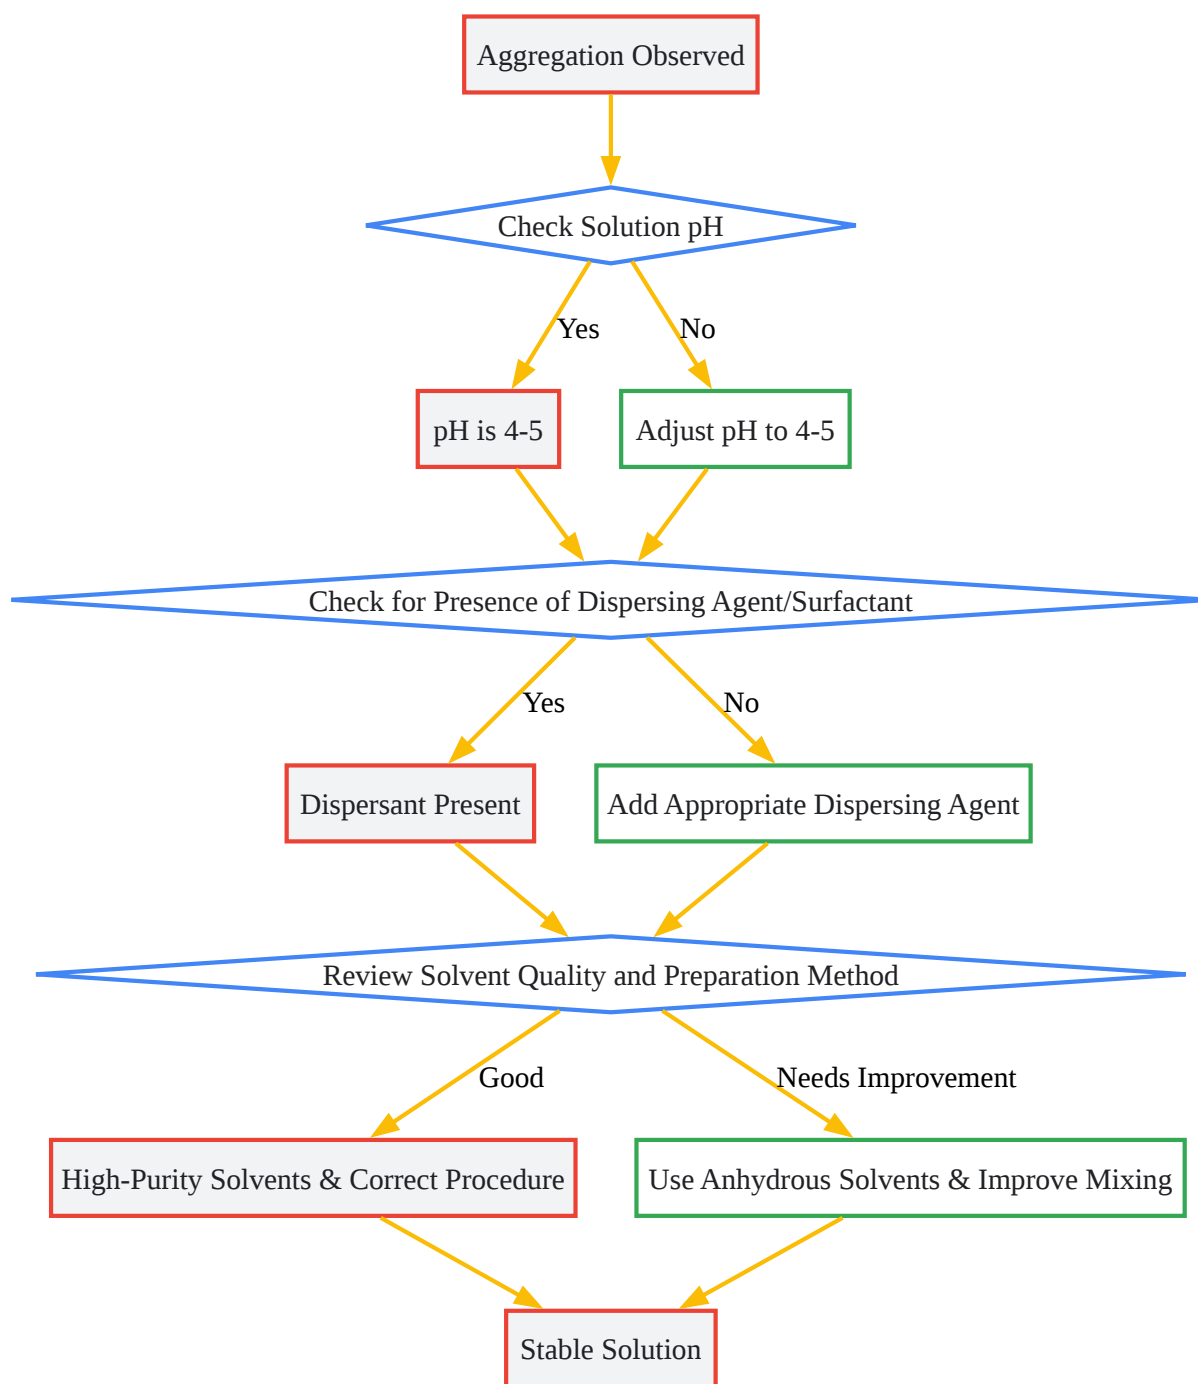 Aggregation Observed
Check Solution pH
Yes
No
pH is 4-5
Adjust pH to 4-5
Check for Presence of Dispersing Agent/Surfactant
Yes
No
Dispersant Present
Add Appropriate Dispersing Agent
Review Solvent Quality and Preparation Method
Good
Needs Improvement
High-Purity Solvents & Correct Procedure
Use Anhydrous Solvents & Improve Mixing
Stable Solution